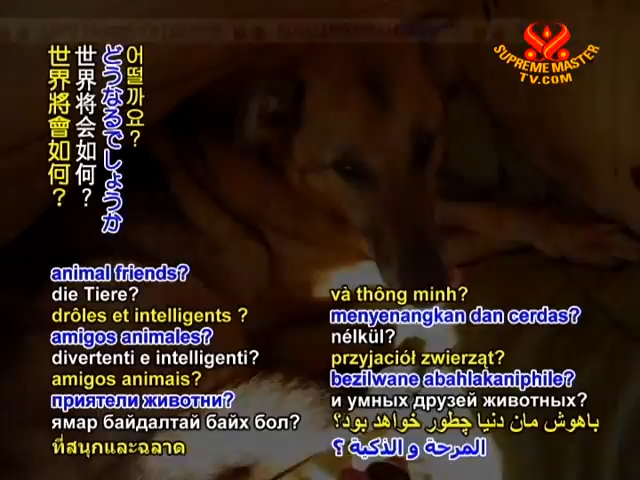 SUPREME MASTER
TV.COM
어떨까요?
どうなるでしょうか
世界将会如何？
世界將會如何？
animal friends?
die Tiere?
drôles et intelligents ?
amigos animales?
divertenti e intelligenti?
amigos animais?
приятели животни?
ямар байдалтай байх бол?
ที่สนุกและฉลาด
và thông minh?
menyenangkan dan cerdas?
nélkül?
przyjaciół zwierząt?
bezilwane abahlakaniphile?
и умных друзей животных?
باهوش مان دنیا چطور خواهد بود؟
المرحة و الذكية ؟